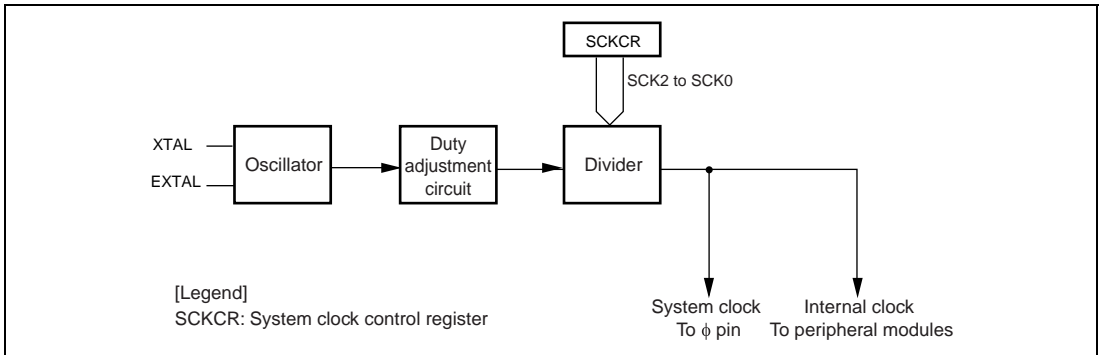 SCKCR
SCK2 to SCK0
XTAL
EXTAL
Oscillator
Duty
adjustment
circuit
Divider
[Legend]
SCKCR: System clock control register
System clock
To ϕ pin
Internal clock
To peripheral modules